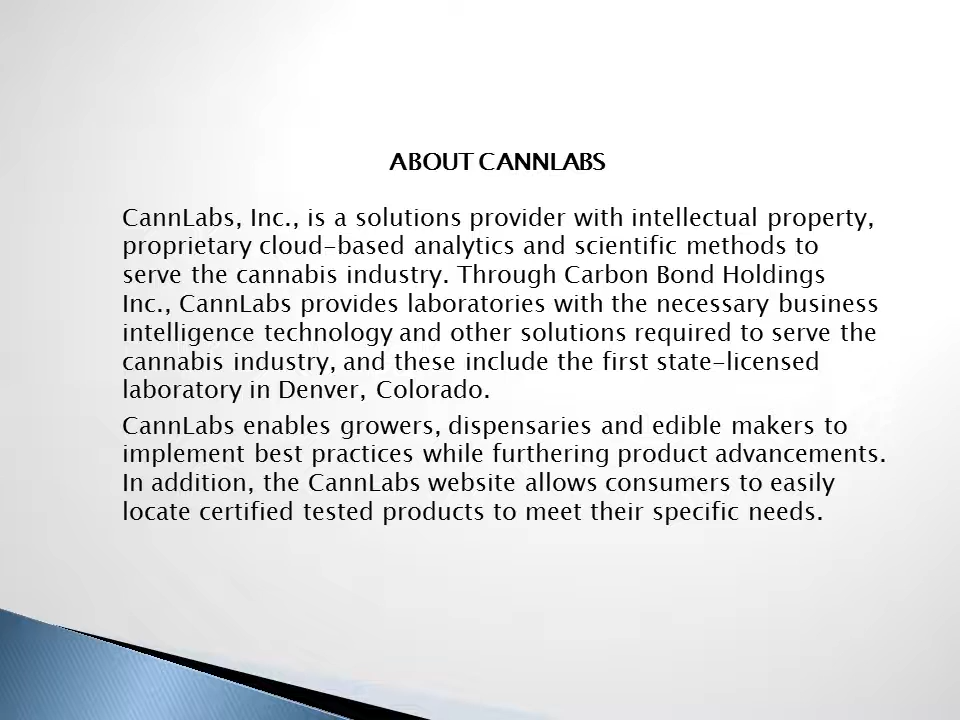 ABOUT CANNLABS
CannLabs, Inc., is a solutions provider with intellectual property,
proprietary cloud-based analytics and scientific methods to
serve the cannabis industry. Through Carbon Bond Holdings
Inc., CannLabs provides laboratories with the necessary business
intelligence technology and other solutions required to serve the
cannabis industry, and these include the first state-licensed
laboratory in Denver, Colorado.
CannLabs enables growers, dispensaries and edible makers to
implement best practices while furthering product advancements.
In addition, the CannLabs website allows consumers to easily
locate certified tested products to meet their specific needs.